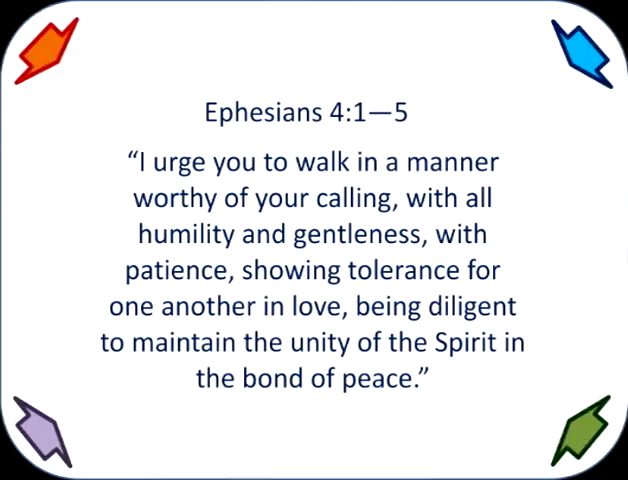 Ephesians 4:1—5
“I urge you to walk in a manner
worthy of your calling, with all
humility and gentleness, with
patience, showing tolerance for
one another in love, being diligent
to maintain the unity of the Spirit in
the bond of peace.”